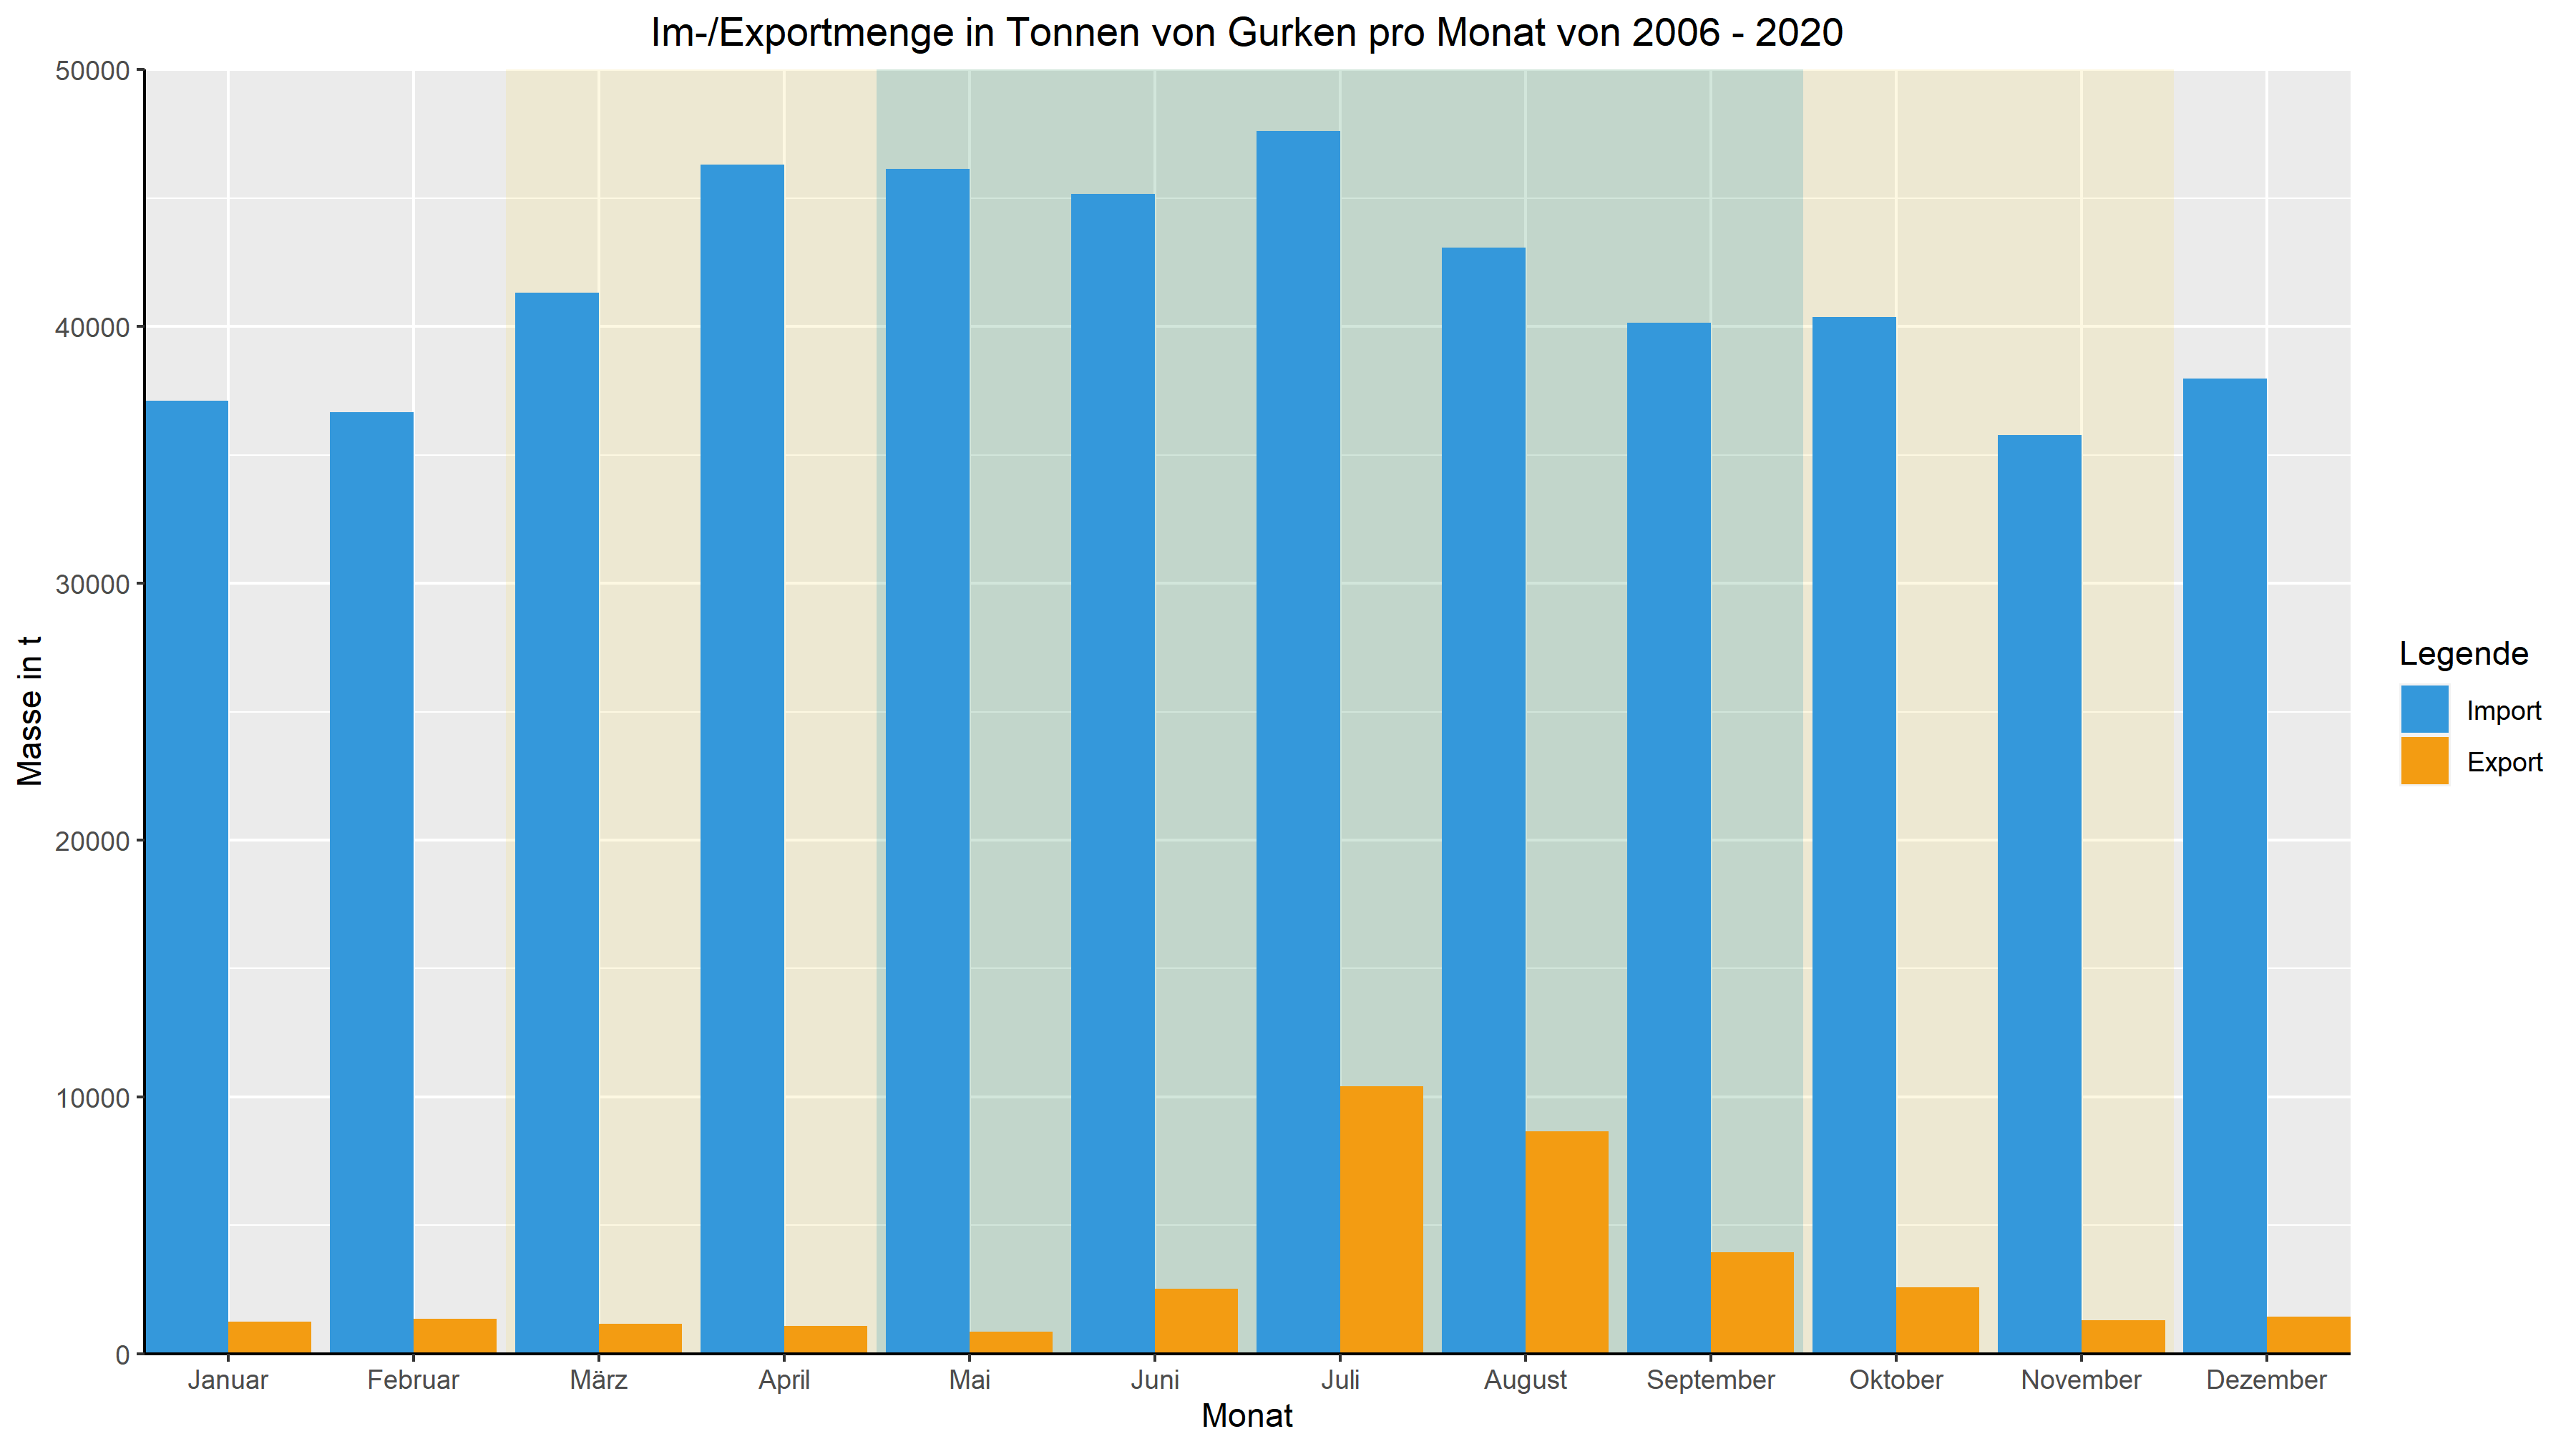 Im-/Exportmenge in Tonnen von Gurken pro Monat von 2006 - 2020
50000
40000
30000
20000
10000
0
Masse in t
Januar Februar März April Mai Juni Juli August September Oktober November Dezember
Monat
Legende
Import
Export